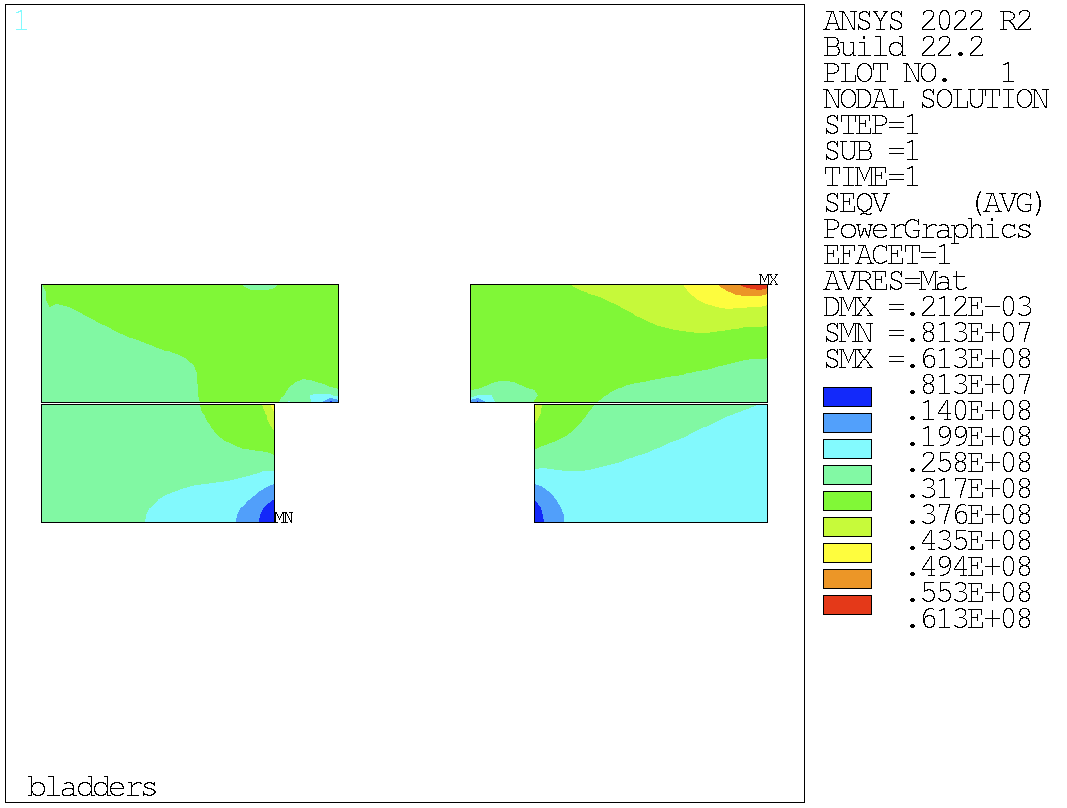 1
ANSYS 2022 R2
Build 22.2
PLOT NO. 1
NODAL SOLUTION
STEP=1
SUB =1
TIME=1
SEQV (AVG)
PowerGraphics
EFACET=1
AVRES=Mat
DMX =.212E-03
SMN =.813E+07
SMX =.613E+08
.813E+07
.140E+08
.199E+08
.258E+08
.317E+08
.376E+08
.435E+08
.494E+08
.553E+08
.613E+08
MX
MN
bladders